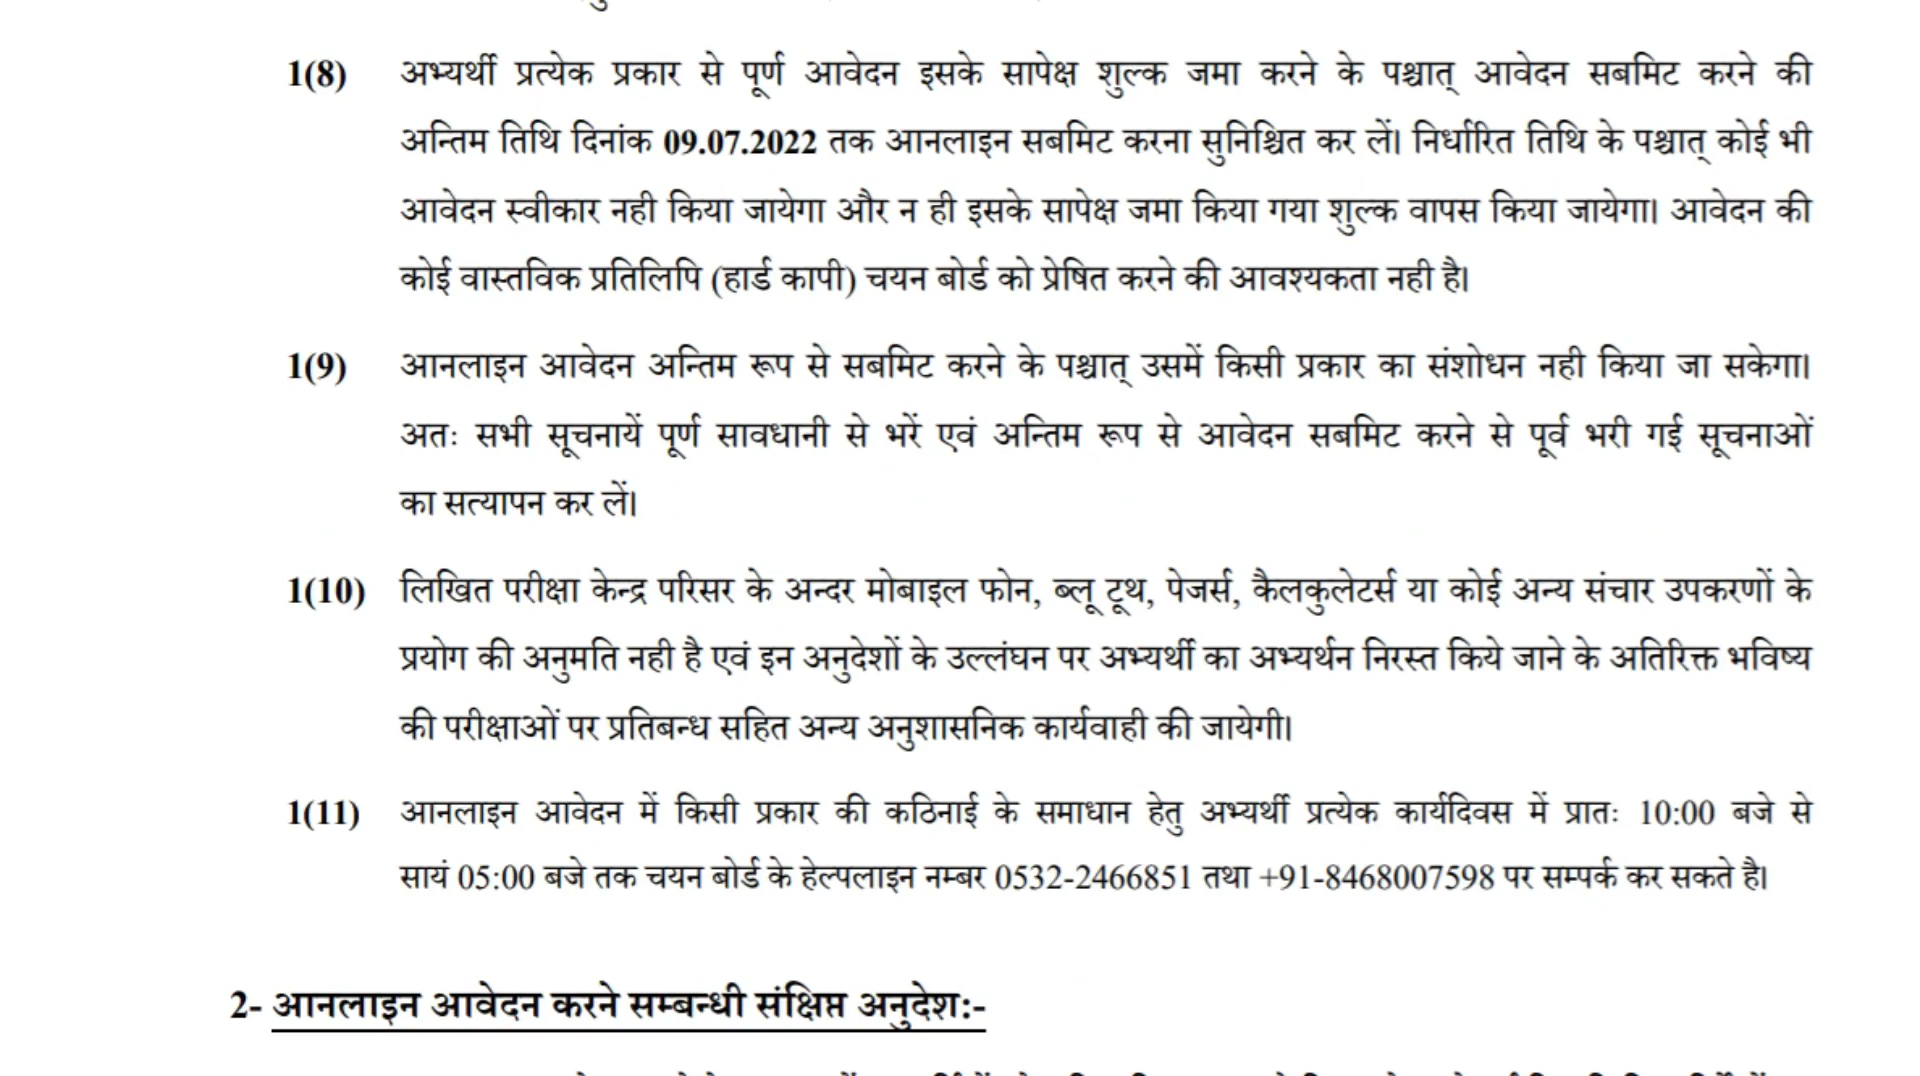 1(8) अभ्यर्थी प्रत्येक प्रकार से पूर्ण आवेदन इसके सापेक्ष शुल्क जमा करने के पश्चात् आवेदन सबमिट करने की
अन्तिम तिथि दिनांक 09.07.2022 तक आनलाइन सबमिट करना सुनिश्चित कर लें। निर्धारित तिथि के पश्चात् कोई भी
आवेदन स्वीकार नही किया जायेगा और न ही इसके सापेक्ष जमा किया गया शुल्क वापस किया जायेगा। आवेदन की
कोई वास्तविक प्रतिलिपि (हार्ड कापी) चयन बोर्ड को प्रेषित करने की आवश्यकता नही है।
1(9) आनलाइन आवेदन अन्तिम रूप से सबमिट करने के पश्चात् उसमें किसी प्रकार का संशोधन नही किया जा सकेगा।
अतः सभी सूचनायें पूर्ण सावधानी से भरें एवं अन्तिम रूप से आवेदन सबमिट करने से पूर्व भरी गई सूचनाओं
का सत्यापन कर लें।
1(10) लिखित परीक्षा केन्द्र परिसर के अन्दर मोबाइल फोन, ब्लू टूथ, पेजर्स, कैलकुलेटर्स या कोई अन्य संचार उपकरणों के
प्रयोग की अनुमति नही है एवं इन अनुदेशों के उल्लंघन पर अभ्यर्थी का अभ्यर्थन निरस्त किये जाने के अतिरिक्त भविष्य
की परीक्षाओं पर प्रतिबन्ध सहित अन्य अनुशासनिक कार्यवाही की जायेगी।
1(11) आनलाइन आवेदन में किसी प्रकार की कठिनाई के समाधान हेतु अभ्यर्थी प्रत्येक कार्यदिवस में प्रातः 10:00 बजे से
सायं 05:00 बजे तक चयन बोर्ड के हेल्पलाइन नम्बर 0532-2466851 तथा +91-8468007598 पर सम्पर्क कर सकते है।
2- आनलाइन आवेदन करने सम्बन्धी संक्षिप्त अनुदेश:-